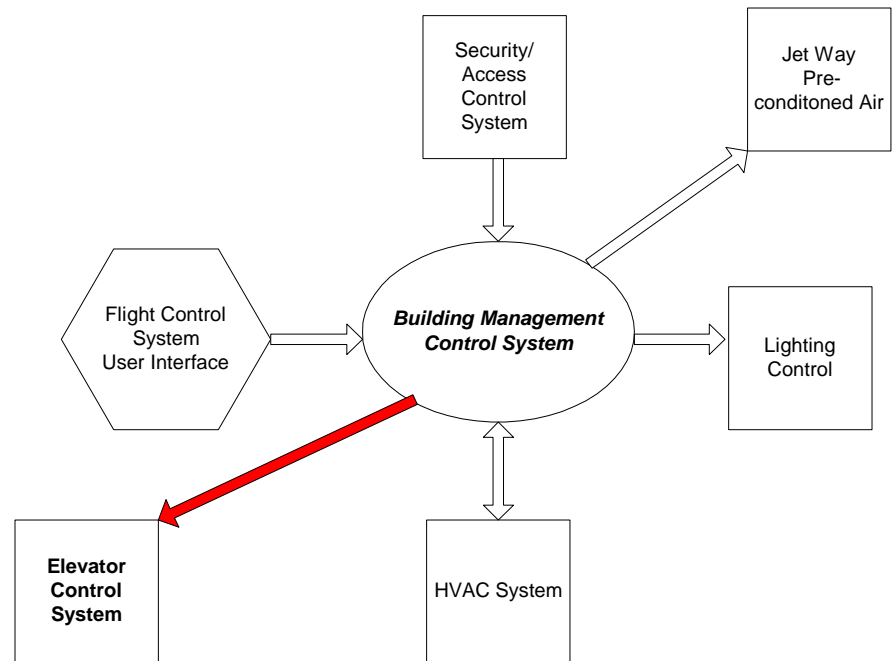 Security/
Access
Control
System
Jet Way
Pre-
conditoned Air
Flight Control
System
User Interface
Building Management
Control System
Lighting
Control
Elevator
Control
System
HVAC System